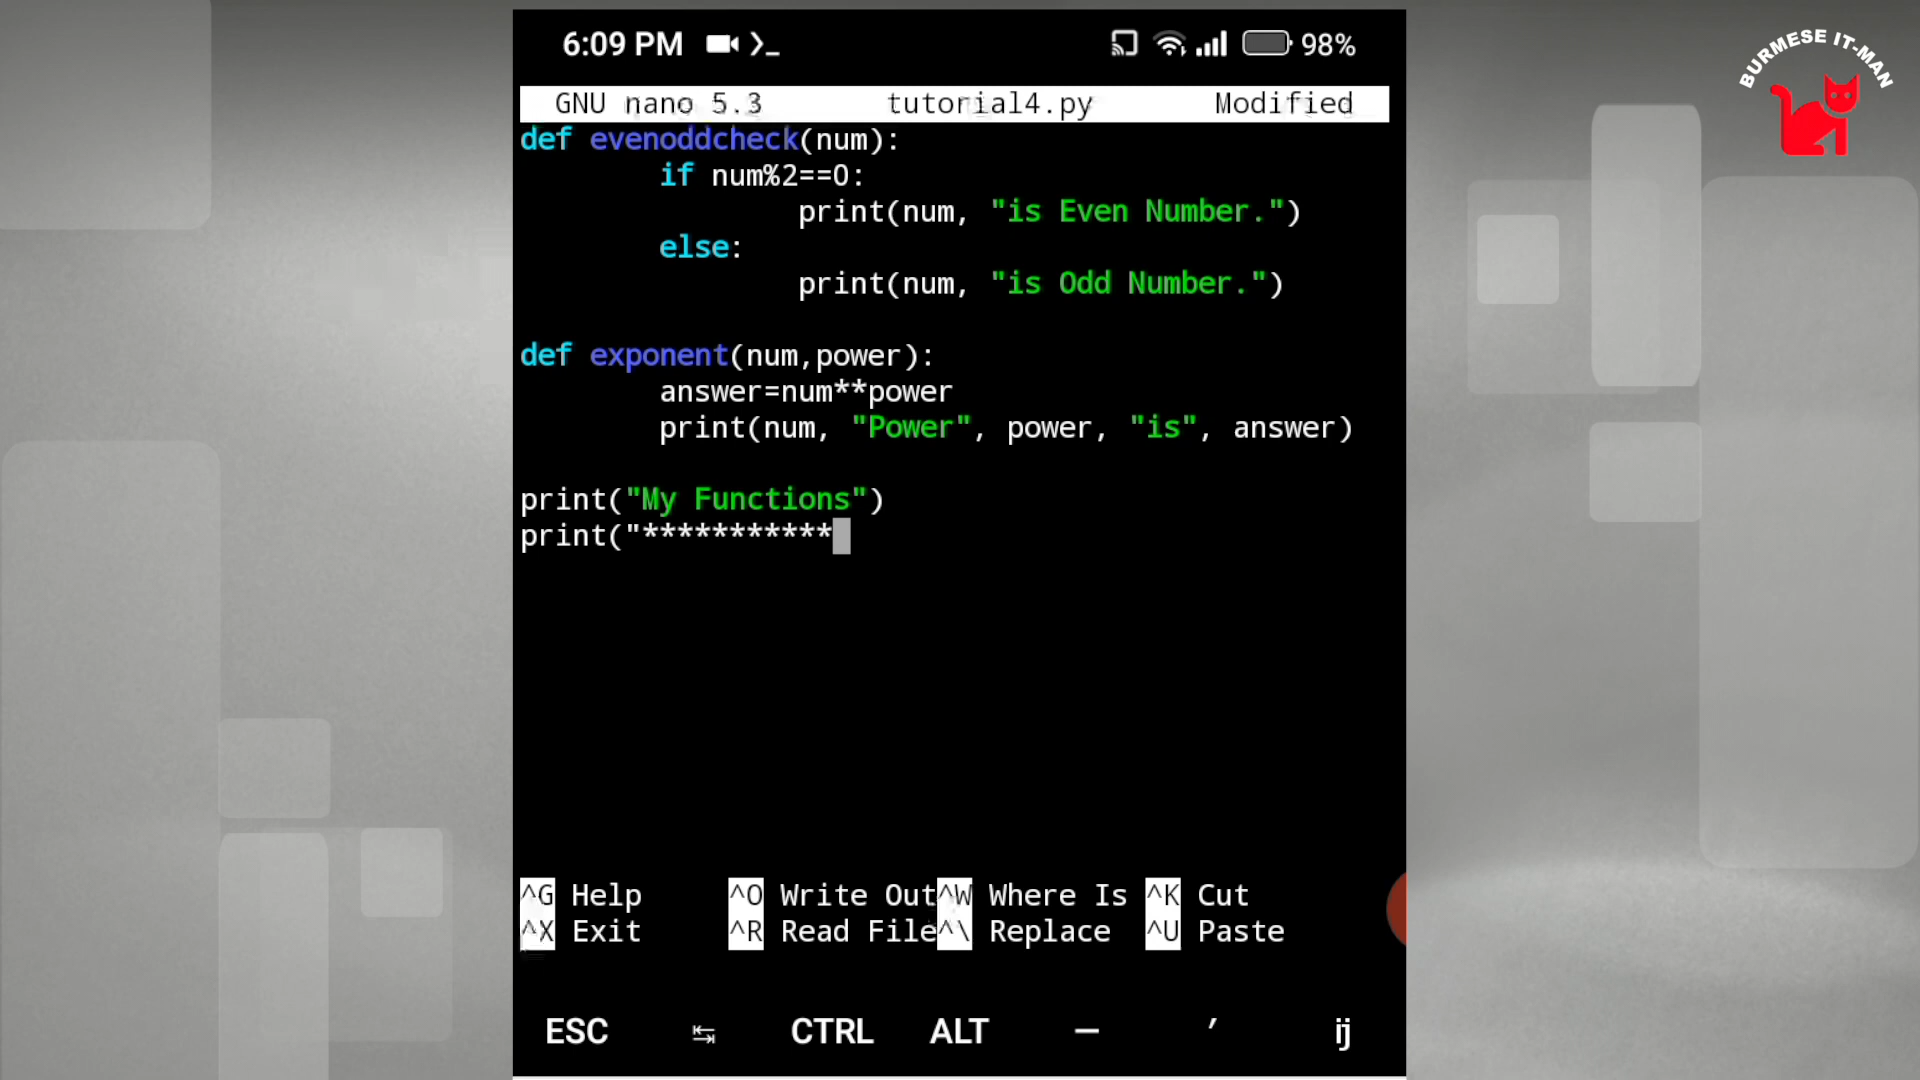 6:09 PM 98%
BURMESE IT-MAN
GNU nano 5.3 tutorial4.py Modified
def evenoddcheck(num):
if num%2==0:
print(num, "is Even Number.")
else:
print(num, "is Odd Number.")
def exponent(num,power):
answer=num**power
print(num, "Power", power, "is", answer)
print("My Functions")
print("***********
^G Help ^O Write Out ^W Where Is ^K Cut
^X Exit ^R Read File ^\ Replace ^U Paste
ESC CTRL ALT — ′ ij